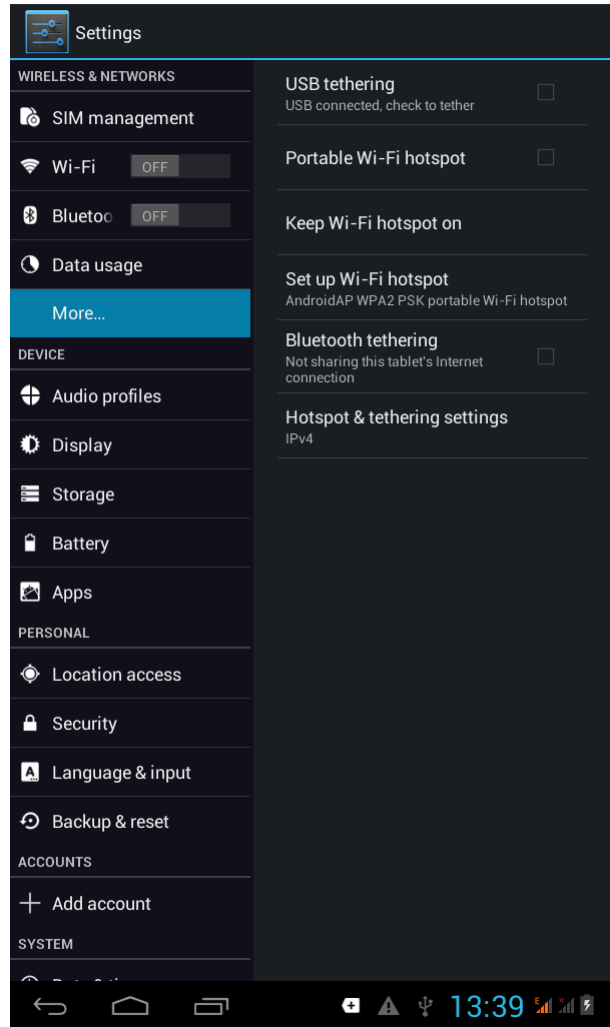 Settings
WIRELESS & NETWORKS
SIM management
Wi-Fi
OFF
Bluetoo
OFF
Data usage
More...
DEVICE
Audio profiles
Display
Storage
Battery
Apps
PERSONAL
Location access
Security
Language & input
Backup & reset
ACCOUNTS
Add account
SYSTEM
USB tethering
USB connected, check to tether
Portable Wi-Fi hotspot
Keep Wi-Fi hotspot on
Set up Wi-Fi hotspot
AndroidAP WPA2 PSK portable Wi-Fi hotspot
Bluetooth tethering
Not sharing this tablet's Internet
connection
Hotspot & tethering settings
IPv4
13:39
E